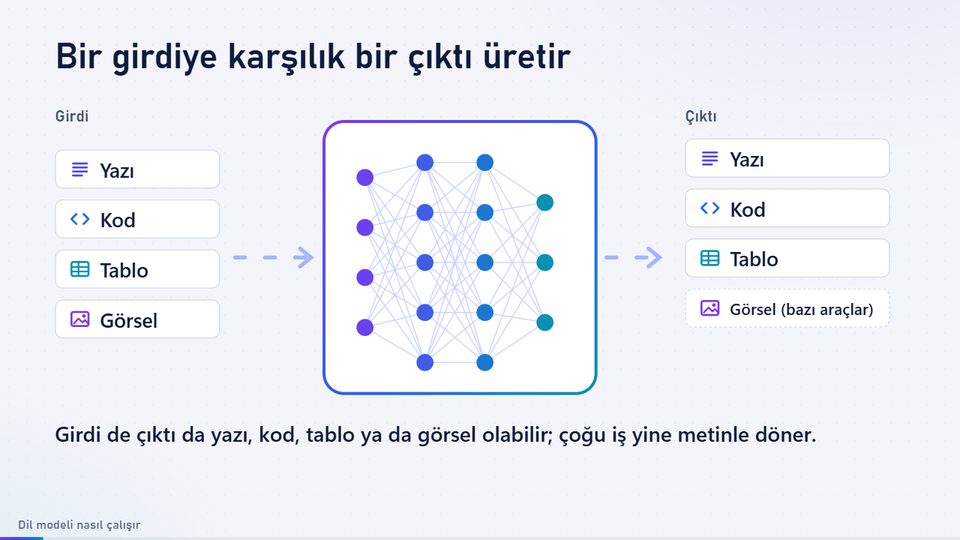 Bir girdiye karşılık bir çıktı üretir
Girdi
Yazı
Kod
Tablo
Görsel
Çıktı
Yazı
Kod
Tablo
Görsel (bazı araçlar)
Girdi de çıktı da yazı, kod, tablo ya da görsel olabilir; çoğu iş yine metinle döner.
Dil modeli nasıl çalışır